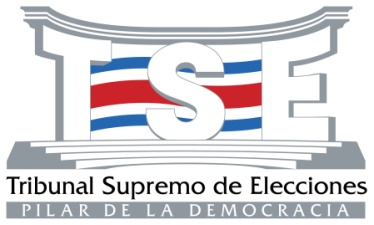 TSE
Tribunal Supremo de Elecciones
PILAR DE LA DEMOCRACIA